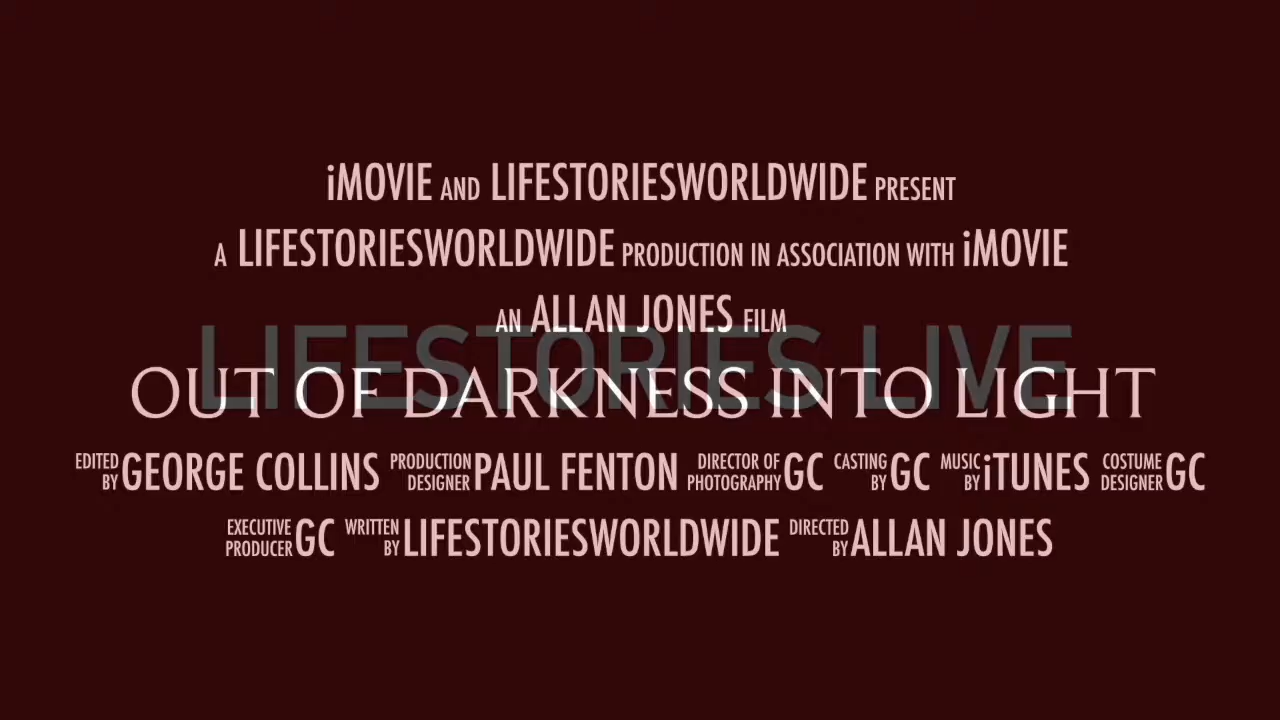 iMOVIE AND LIFESTORIESWORLDWIDE PRESENT
A LIFESTORIESWORLDWIDE PRODUCTION IN ASSOCIATION WITH iMOVIE
AN ALLAN JONES FILM
LIFESTORIES LIVE
OUT OF DARKNESS INTO LIGHT
EDITED BY GEORGE COLLINS PRODUCTION DESIGNER PAUL FENTON DIRECTOR OF PHOTOGRAPHY GC CASTING BY GC MUSIC BY iTUNES COSTUME DESIGNER GC
EXECUTIVE PRODUCER GC WRITTEN BY LIFESTORIESWORLDWIDE DIRECTED BY ALLAN JONES